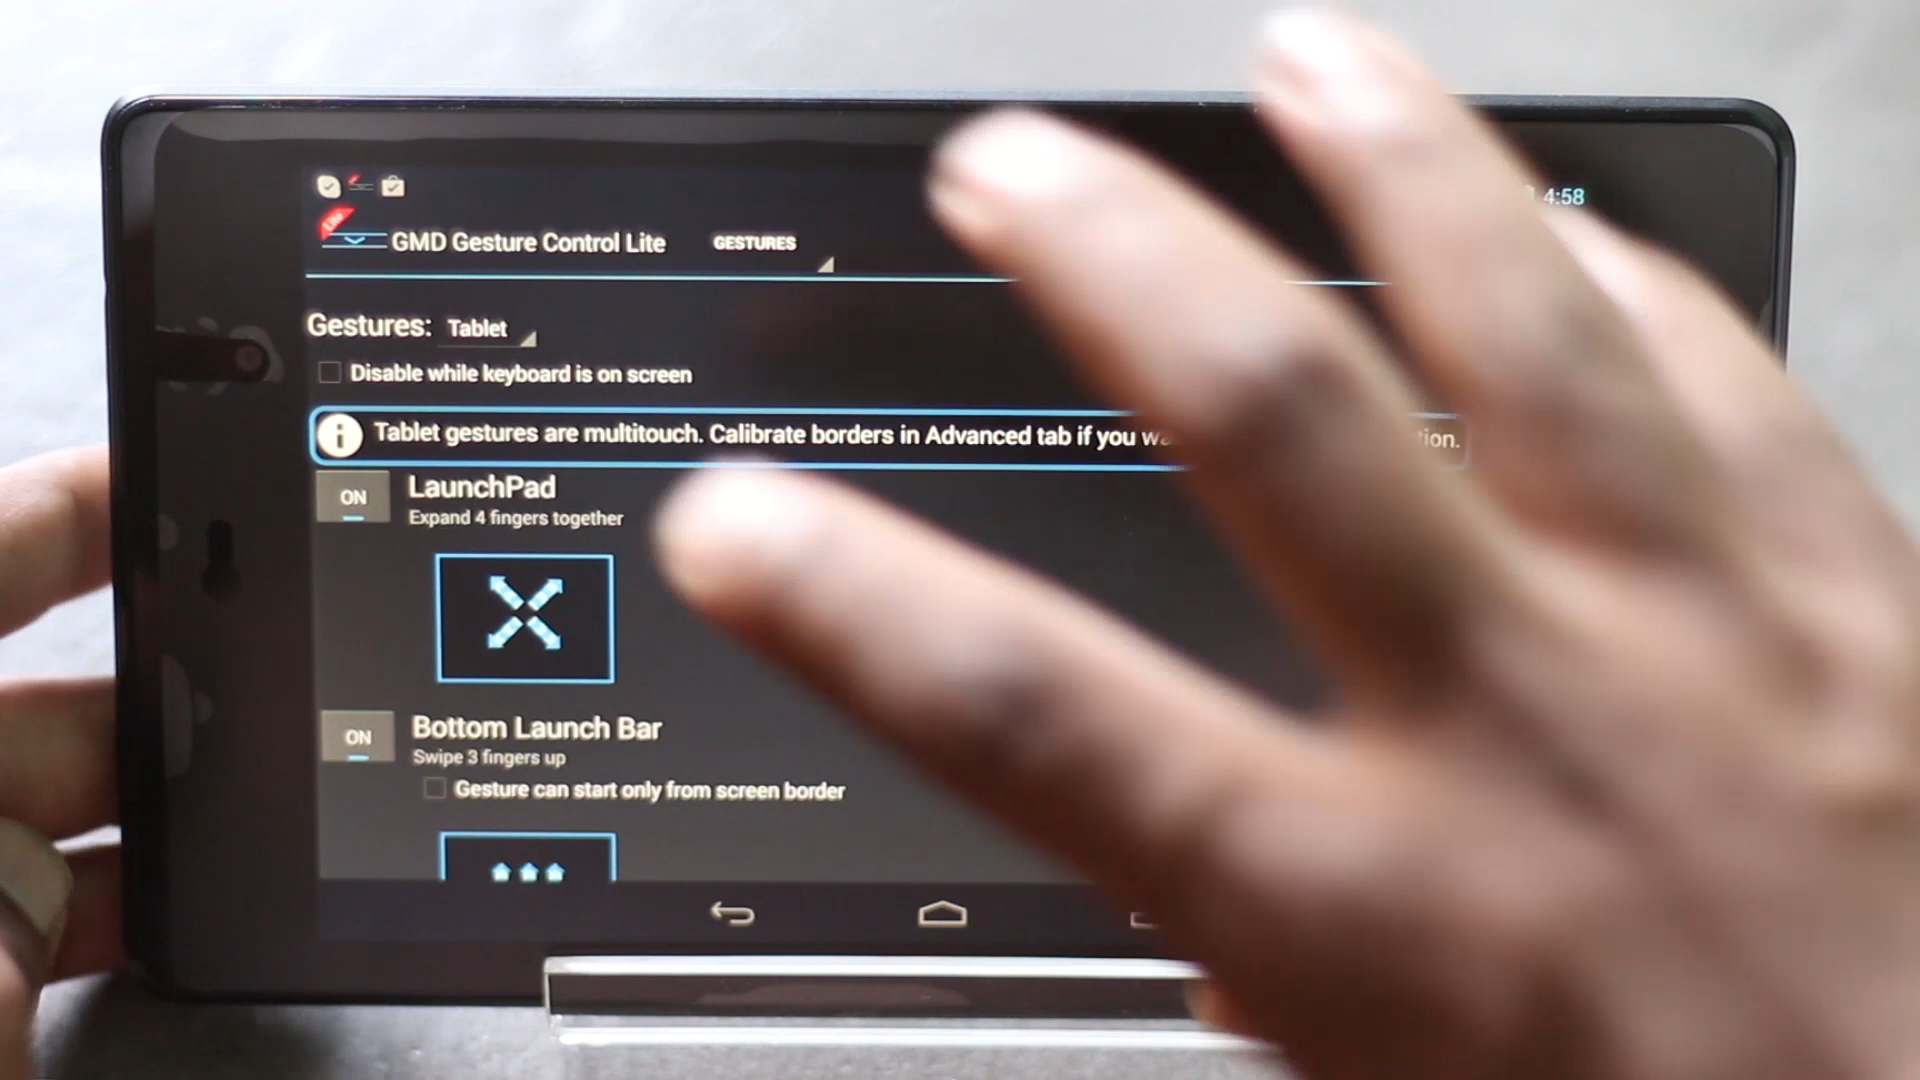 4:58
Lite
GMD Gesture Control Lite GESTURES
Gestures: Tablet
Disable while keyboard is on screen
Tablet gestures are multitouch. Calibrate borders in Advanced tab if you
ON LaunchPad
Expand 4 fingers together
ON Bottom Launch Bar
Swipe 3 fingers up
Gesture can start only from screen border